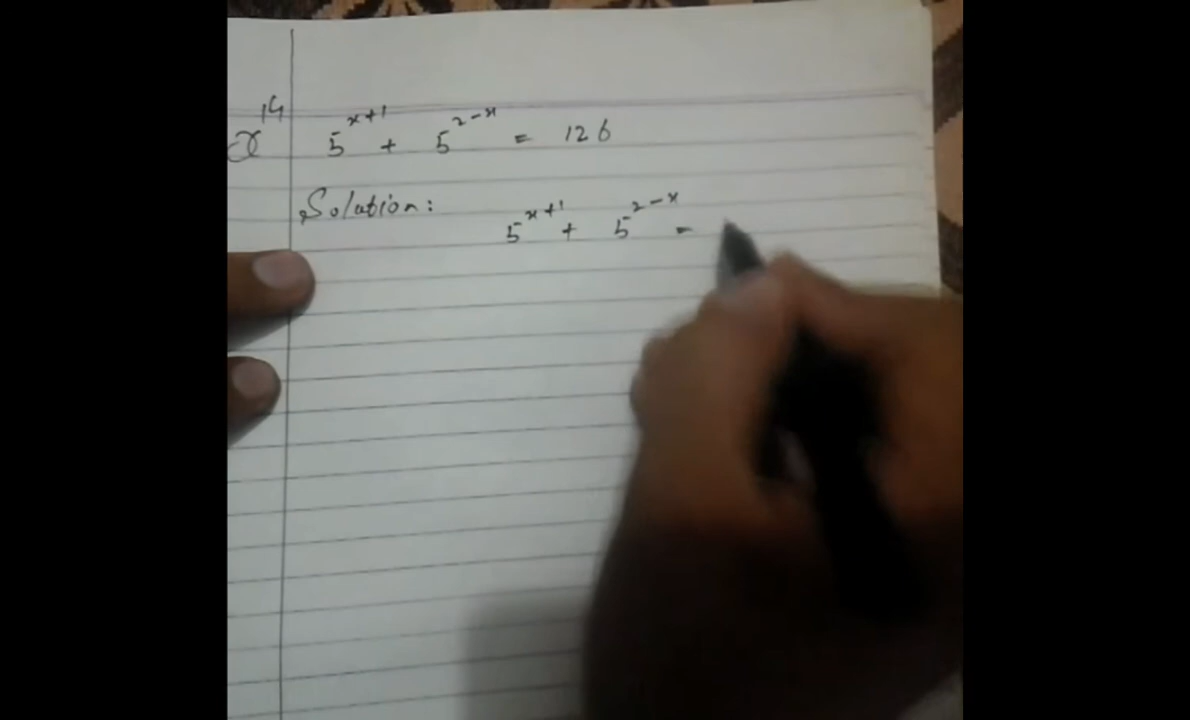 Q14 5^{x+1} + 5^{2-x} = 126
Solution:
5^{x+1} + 5^{2-x} =